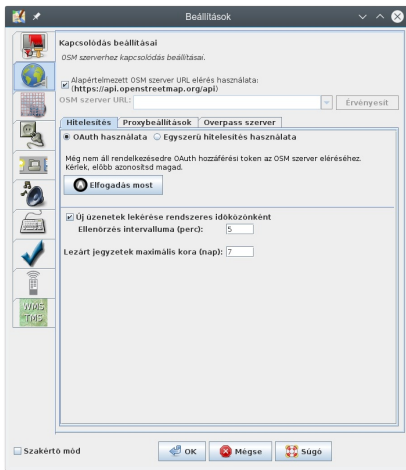 Beállítások
Kapcsolódás beállításai
OSM szerverhez kapcsolódás beállításai.
Alapértelmezett OSM szerver URL elérés használata:
(https://api.openstreetmap.org/api)
OSM szerver URL:
Érvényesít
Hitelesítés Proxybeállítások Overpass szerver
OAuth használata Egyszerű hitelesítés használata
Még nem áll rendelkezésedre OAuth hozzáférési token az OSM szerver eléréséhez.
Kérlek, előbb azonosítsd magad.
Elfogadás most
Új üzenetek lekérése rendszeres időközönként
Ellenőrzés intervalluma (perc): 5
Lezárt jegyzetek maximális kora (nap): 7
WMS
TMS
Szakértő mód
OK Mégse Súgó